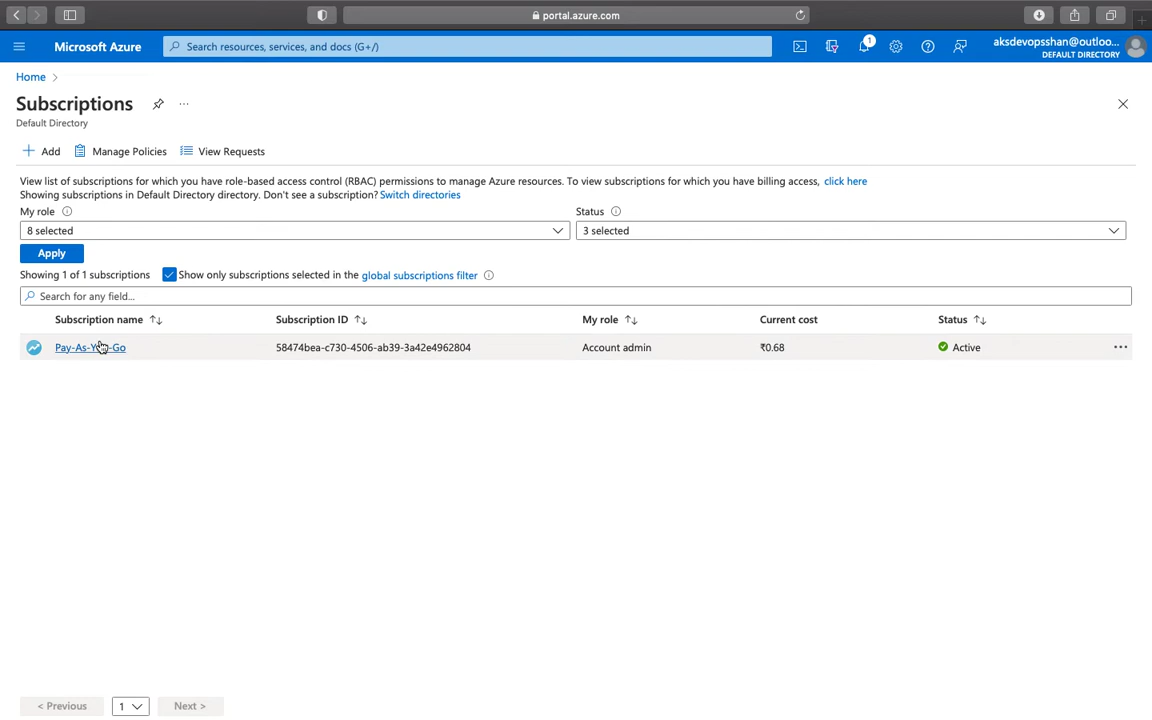 portal.azure.com
Microsoft Azure
Search resources, services, and docs (G+/)
1
aksdevopsshan@outloo...
DEFAULT DIRECTORY
Home
Subscriptions
...
Default Directory
Add
Manage Policies
View Requests
View list of subscriptions for which you have role-based access control (RBAC) permissions to manage Azure resources. To view subscriptions for which you have billing access, click here
Showing subscriptions in Default Directory directory. Don't see a subscription? Switch directories
My role
Status
8 selected
3 selected
Apply
Showing 1 of 1 subscriptions
Show only subscriptions selected in the global subscriptions filter
Search for any field...
Subscription name
Subscription ID
My role
Current cost
Status
Pay-As-You-Go
58474bea-c730-4506-ab39-3a42e4962804
Account admin
₹0.68
Active
...
< Previous
1
Next >